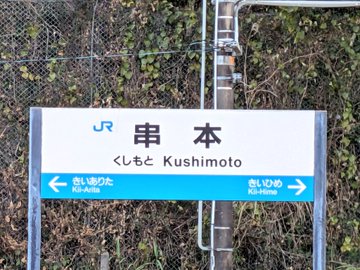 JR
串本
くしもと Kushimoto
← きいありた きいひめ →
Kii-Arita Kii-Hime